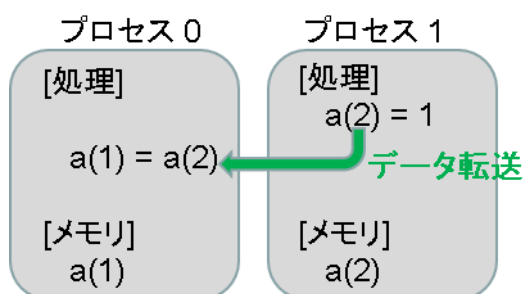 プロセス 0
[処理]
a(1) = a(2)
[メモリ]
a(1)
プロセス 1
[処理]
a(2) = 1
データ転送
[メモリ]
a(2)